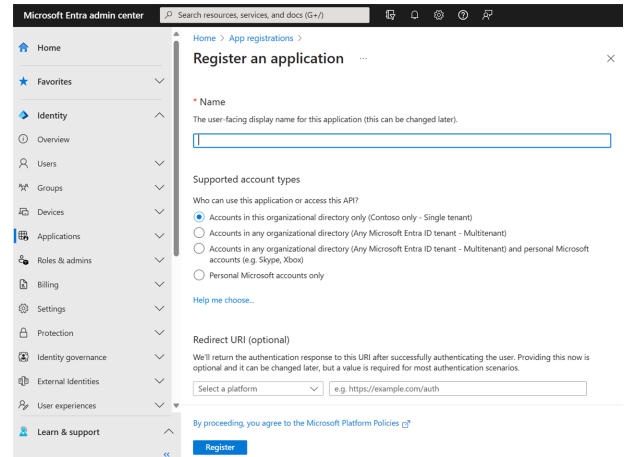 Microsoft Entra admin center
Search resources, services, and docs (G+/)
Home
Favorites
Identity
Overview
Users
Groups
Devices
Applications
Roles & admins
Billing
Settings
Protection
Identity governance
External Identities
User experiences
Learn & support
Home > App registrations >
Register an application ...
* Name
The user-facing display name for this application (this can be changed later).
Supported account types
Who can use this application or access this API?
Accounts in this organizational directory only (Contoso only - Single tenant)
Accounts in any organizational directory (Any Microsoft Entra ID tenant - Multitenant)
Accounts in any organizational directory (Any Microsoft Entra ID tenant - Multitenant) and personal Microsoft
accounts (e.g. Skype, Xbox)
Personal Microsoft accounts only
Help me choose...
Redirect URI (optional)
We'll return the authentication response to this URI after successfully authenticating the user. Providing this now is
optional and it can be changed later, but a value is required for most authentication scenarios.
Select a platform
e.g. https://example.com/auth
By proceeding, you agree to the Microsoft Platform Policies
Register